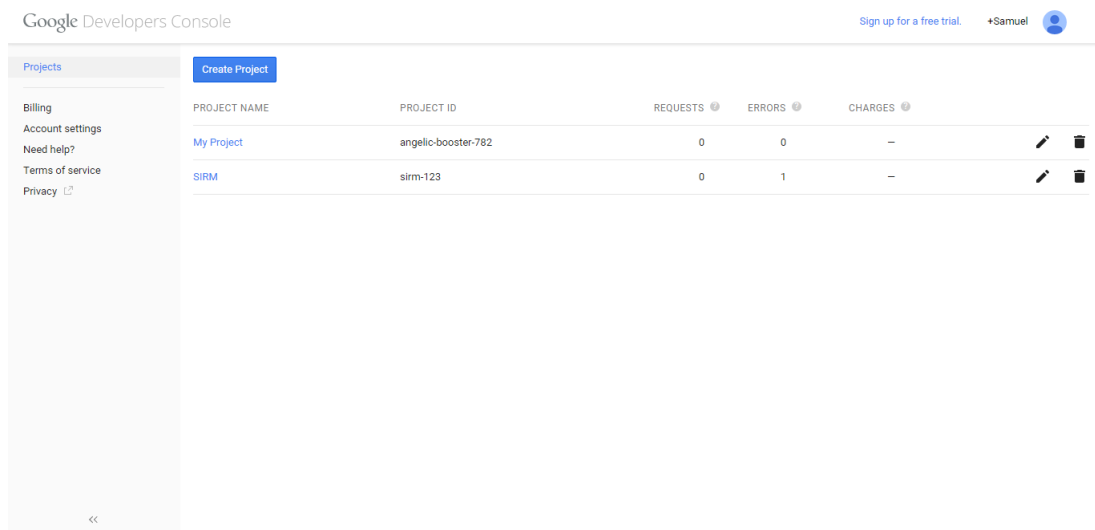 Google Developers Console
Sign up for a free trial.
+Samuel
Projects
Billing
Account settings
Need help?
Terms of service
Privacy
Create Project
PROJECT NAME PROJECT ID REQUESTS ? ERRORS ? CHARGES ?
My Project angelic-booster-782 0 0 —
SIRM sirm-123 0 1 —